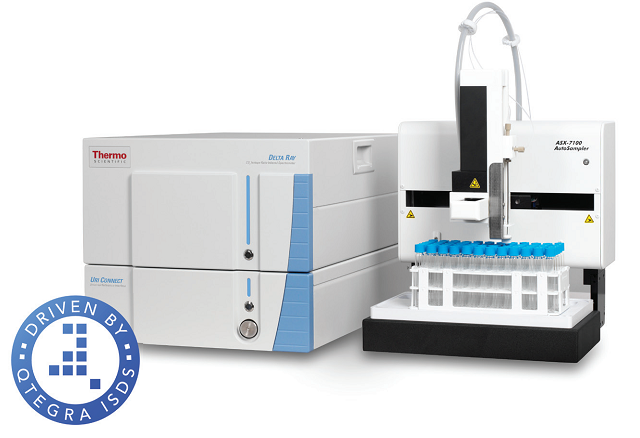 Thermo
SCIENTIFIC
DELTA RAY
URI CONNECT
ASX-7100
AutoSampler
DRIVEN BY
QTEGRA ISDS